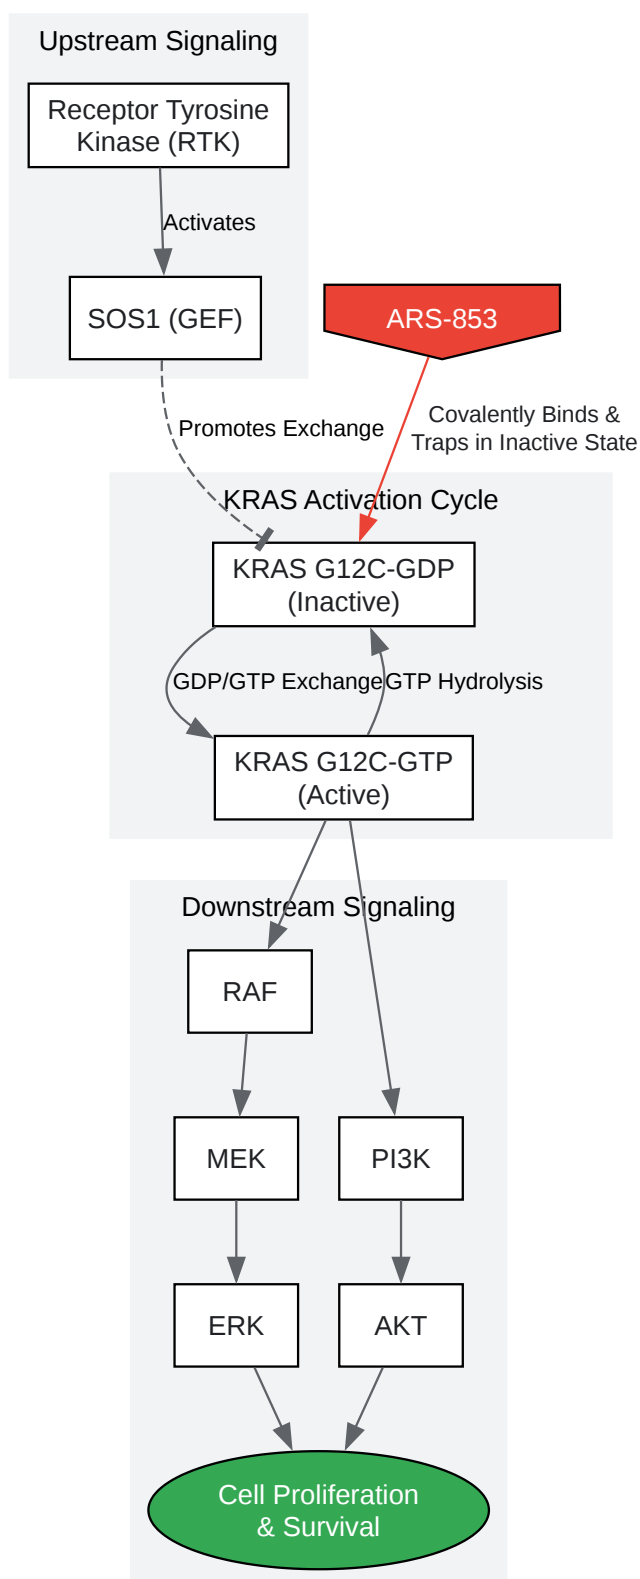 Upstream Signaling
Receptor Tyrosine
Kinase (RTK)
Activates
SOS1 (GEF)
ARS-853
Promotes Exchange
Covalently Binds &
Traps in Inactive State
KRAS Activation Cycle
KRAS G12C-GDP
(Inactive)
GDP/GTP Exchange
GTP Hydrolysis
KRAS G12C-GTP
(Active)
Downstream Signaling
RAF
MEK
PI3K
ERK
AKT
Cell Proliferation
& Survival